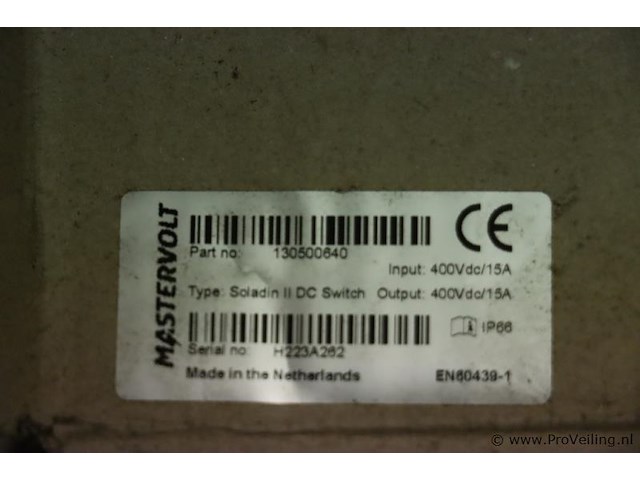 MASTERVOLT
CE
Part no: 130500640
Input: 400Vdc/15A
Type: Soladin II DC Switch Output: 400Vdc/15A
IP66
Serial no: H223A262
Made in the Netherlands EN60439-1
© www.ProVeiling.nl